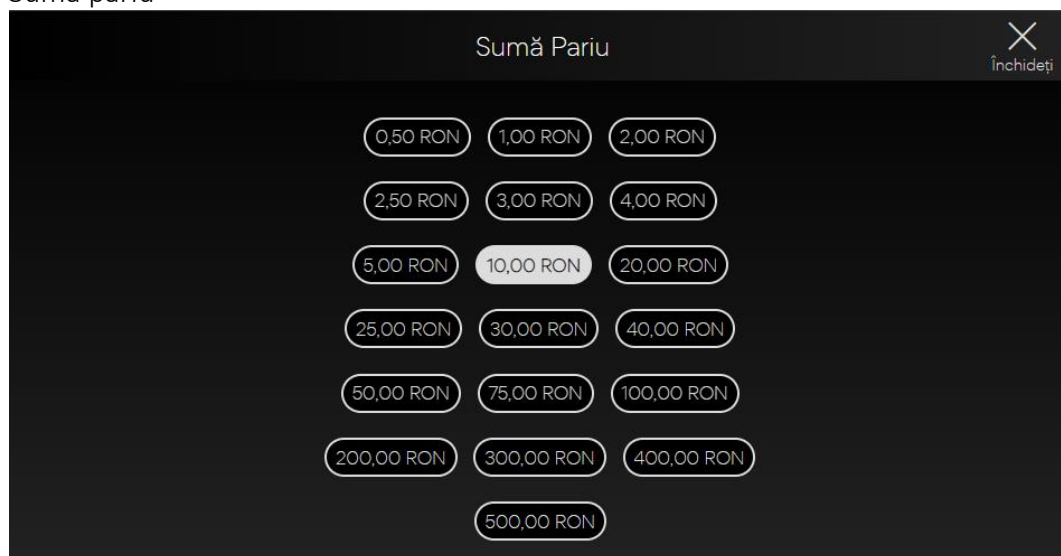 Sumă Pariu
Închideți
0,50 RON 1,00 RON 2,00 RON
2,50 RON 3,00 RON 4,00 RON
5,00 RON 10,00 RON 20,00 RON
25,00 RON 30,00 RON 40,00 RON
50,00 RON 75,00 RON 100,00 RON
200,00 RON 300,00 RON 400,00 RON
500,00 RON